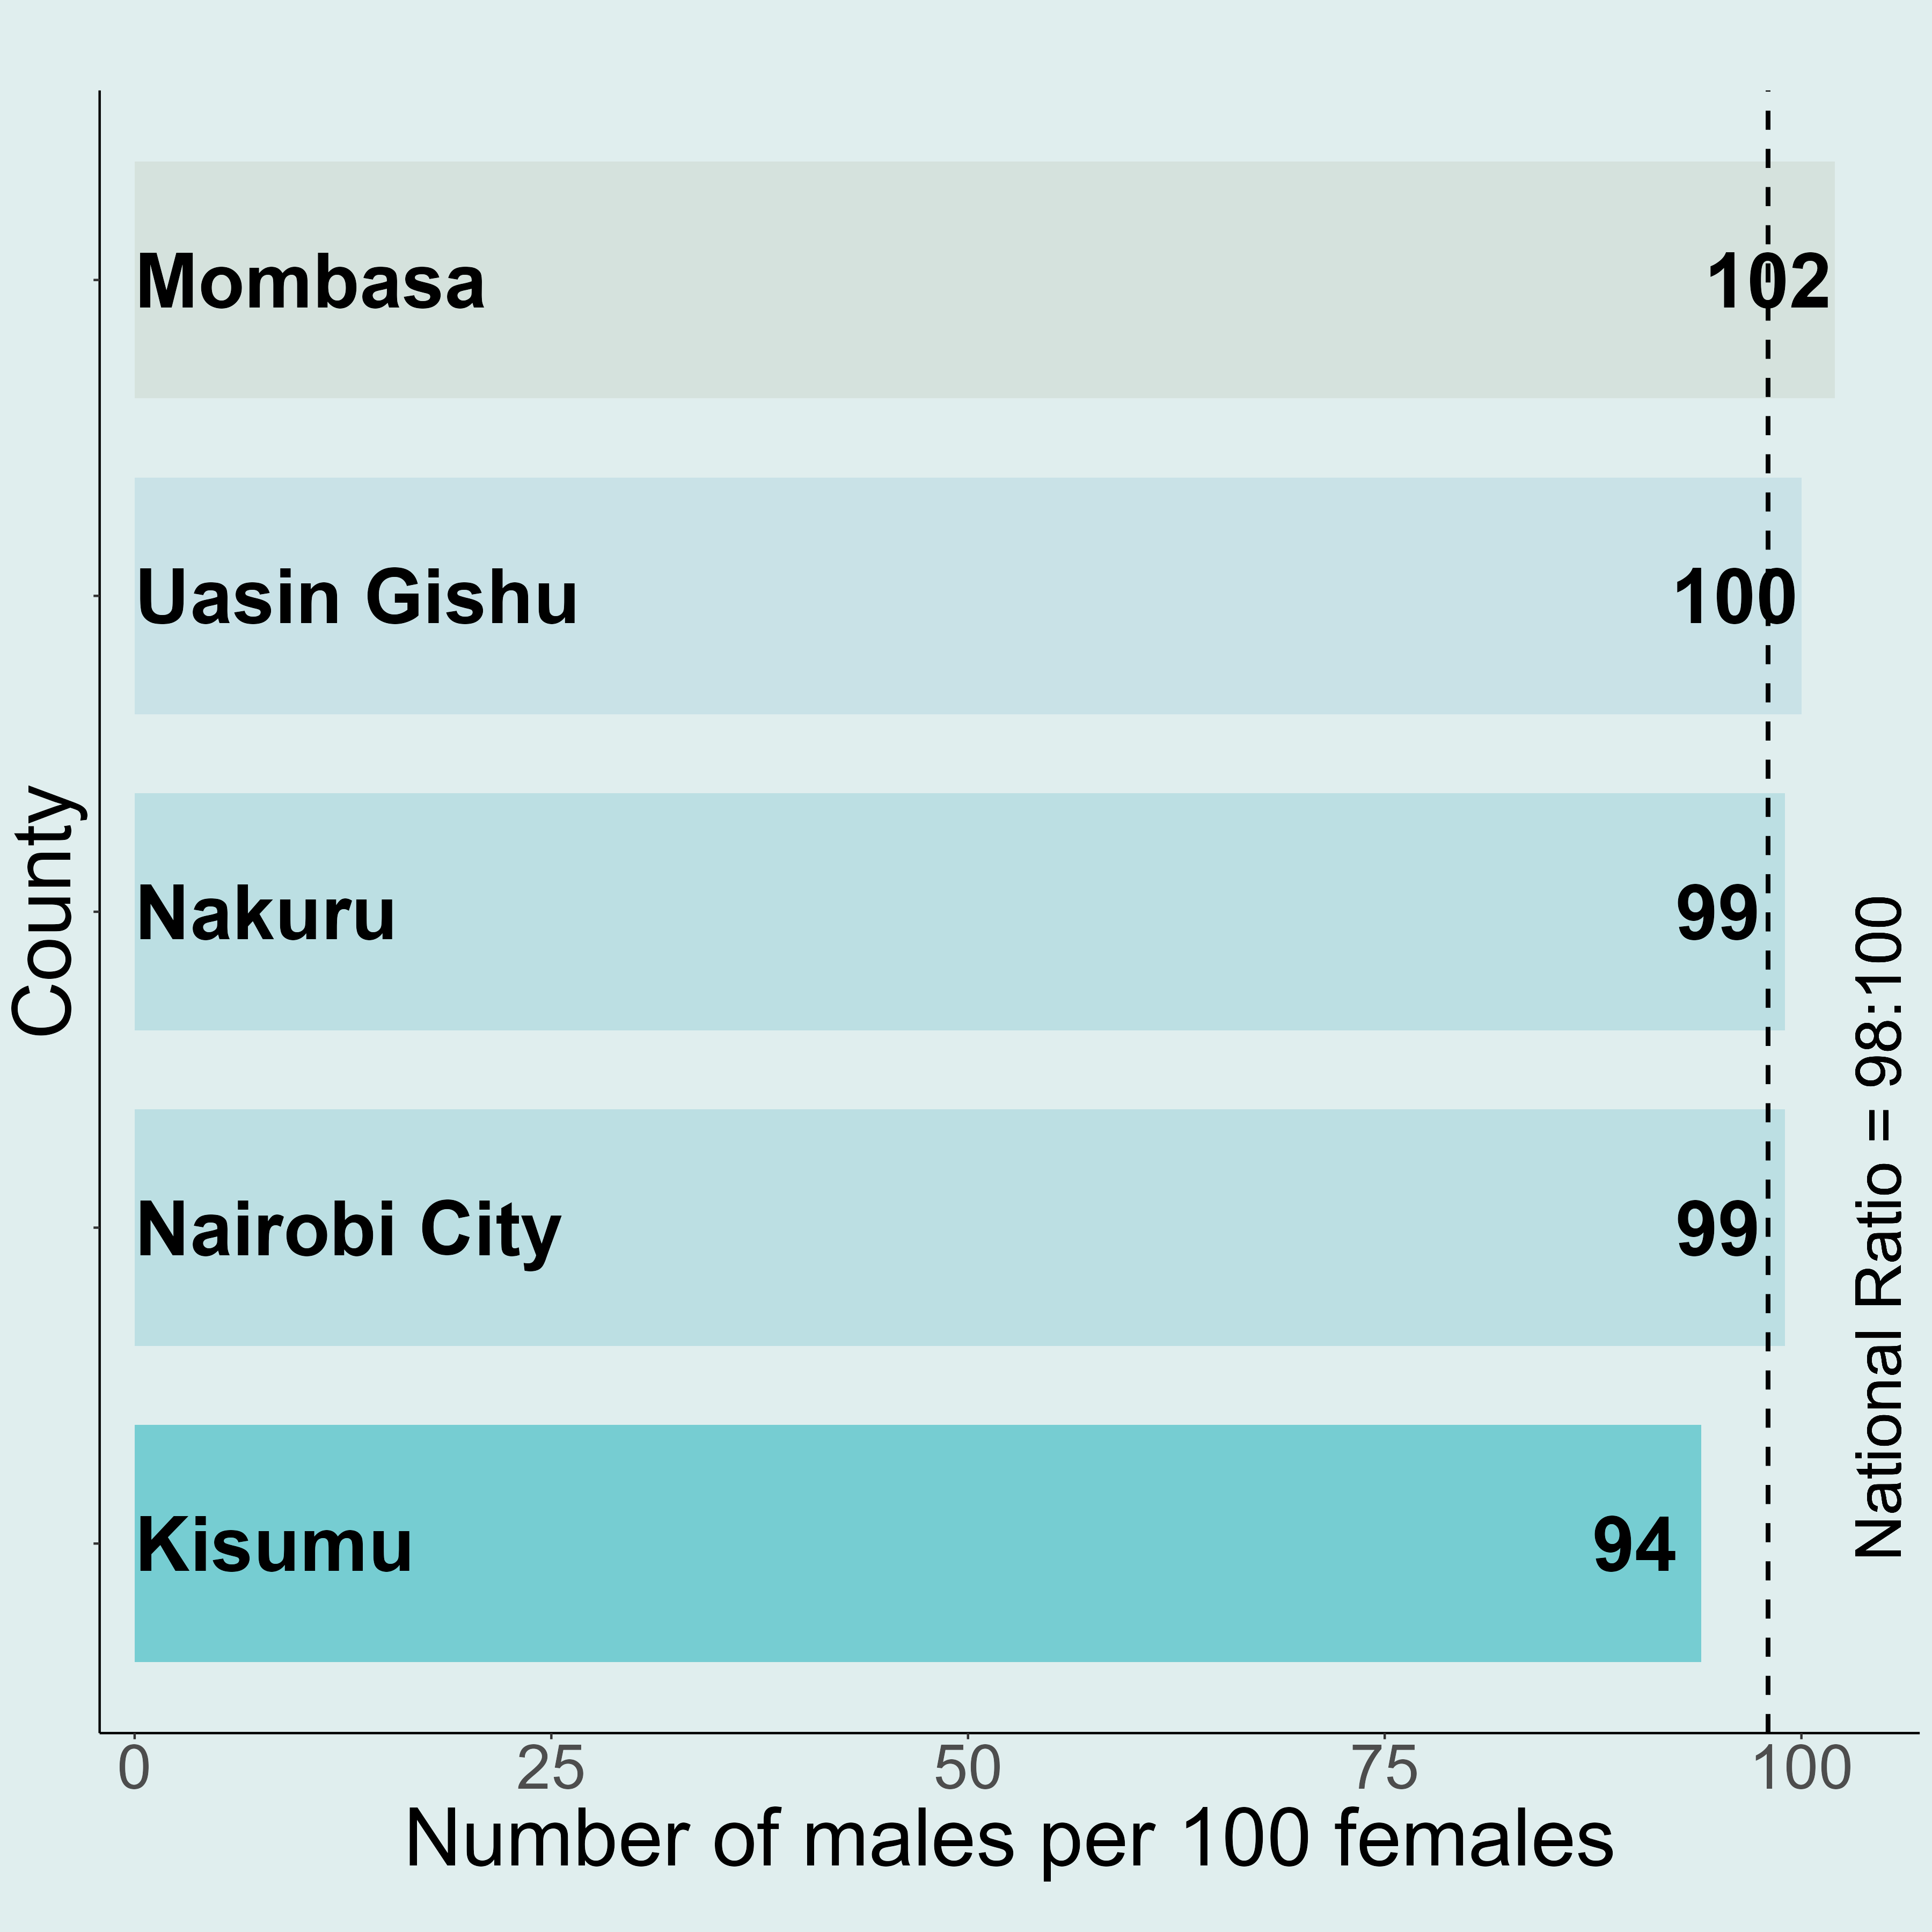 Mombasa 102
Uasin Gishu 100
Nakuru 99
Nairobi City 99
Kisumu 94
County
National Ratio = 98:100
0 25 50 75 100
Number of males per 100 females